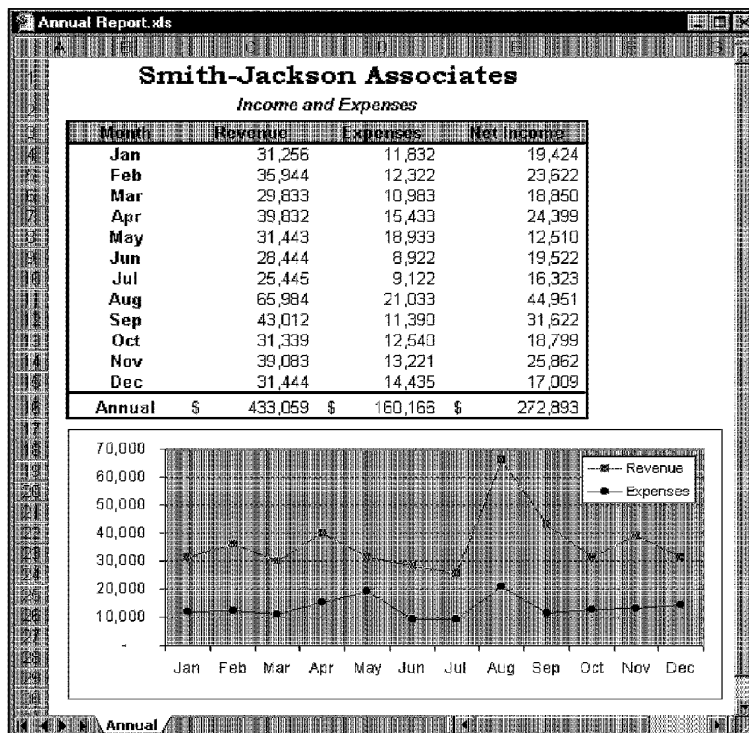 Annual Report.xls
A B C D E F G
Smith-Jackson Associates
Income and Expenses
Month Revenue Expenses Net Income
Jan 31,256 11,832 19,424
Feb 35,944 12,322 23,622
Mar 29,833 10,983 18,850
Apr 39,832 15,433 24,399
May 31,443 18,933 12,510
Jun 28,444 8,922 19,522
Jul 25,445 9,122 16,323
Aug 65,984 21,033 44,951
Sep 43,012 11,390 31,622
Oct 31,339 12,540 18,799
Nov 39,083 13,221 25,862
Dec 31,444 14,435 17,009
Annual $ 433,059 $ 160,166 $ 272,893
70,000
60,000
50,000
40,000
30,000
20,000
10,000
-
Revenue
Expenses
Jan Feb Mar Apr May Jun Jul Aug Sep Oct Nov Dec
Annual